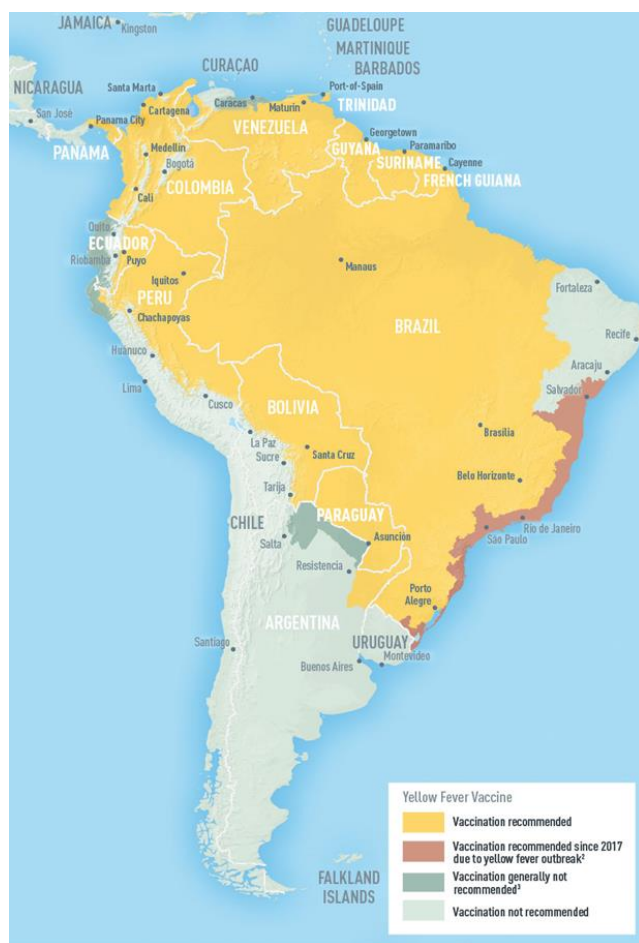 JAMAICA
Kingston
GUADELOUPE
MARTINIQUE
BARBADOS
NICARAGUA
CURAÇAO
San José
Santa Marta
Cartagena
Panama City
PANAMA
Caracas
Maturin
Port-of-Spain
TRINIDAD
VENEZUELA
Georgetown
GUYANA
Paramaribo
SURINAME
Cayenne
FRENCH GUIANA
Medellín
Bogotá
COLOMBIA
Cali
Quito
ECUADOR
Riobamba
Puyo
Iquitos
Manaus
PERU
Chachapoyas
BRAZIL
Fortaleza
Recife
Huánuco
Lima
Cusco
Aracaju
Salvador
BOLIVIA
La Paz
Santa Cruz
Sucre
Brasília
Belo Horizonte
Tarija
CHILE
PARAGUAY
Salta
Asunción
Rio de Janeiro
São Paulo
Resistencia
Porto
Alegre
ARGENTINA
URUGUAY
Santiago
Buenos Aires
Montevideo
FALKLAND
ISLANDS
Yellow Fever Vaccine
Vaccination recommended
Vaccination recommended since 2017
due to yellow fever outbreak²
Vaccination generally not
recommended³
Vaccination not recommended